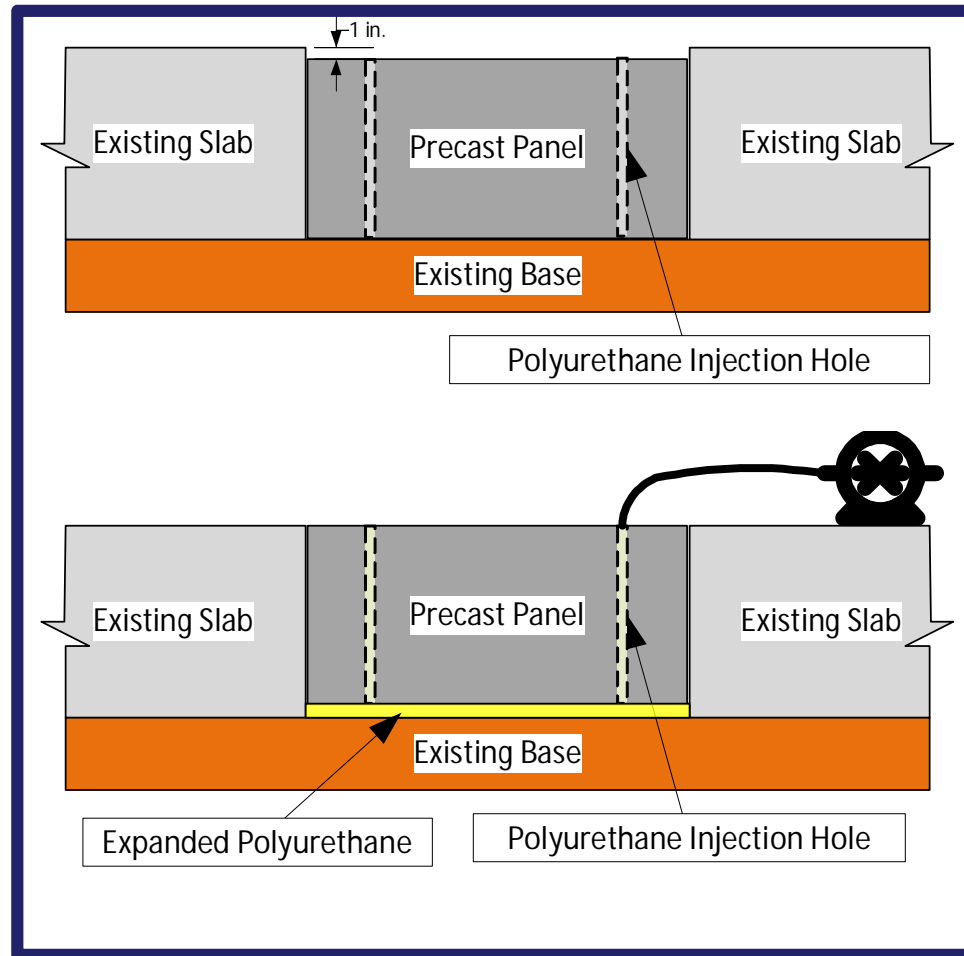 1 in.
Existing Slab
Precast Panel
Existing Slab
Existing Base
Polyurethane Injection Hole
Existing Slab
Precast Panel
Existing Slab
Existing Base
Expanded Polyurethane
Polyurethane Injection Hole